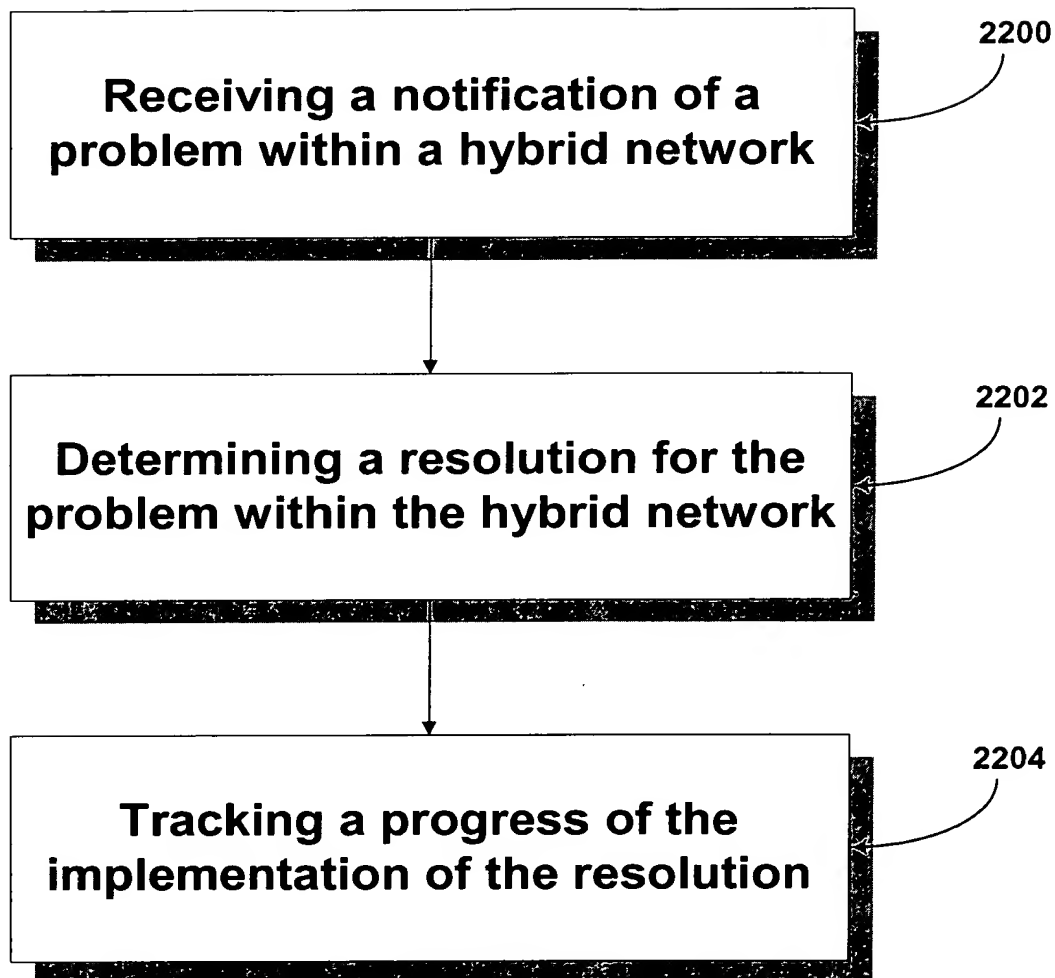 2200
Receiving a notification of a
problem within a hybrid network
2202
Determining a resolution for the
problem within the hybrid network
2204
Tracking a progress of the
implementation of the resolution